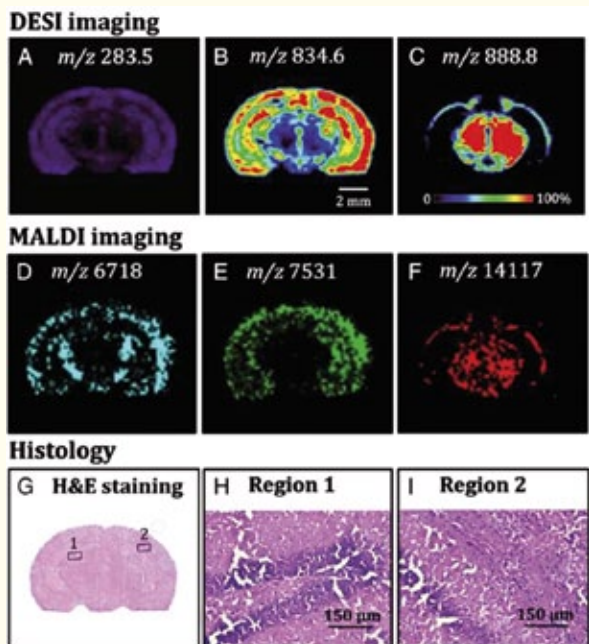 DESI imaging
A m/z 283.5
B m/z 834.6
C m/z 888.8
2 mm
0 100%
MALDI imaging
D m/z 6718
E m/z 7531
F m/z 14117
Histology
G H&E staining
1
2
H Region 1
150 µm
I Region 2
150 µm